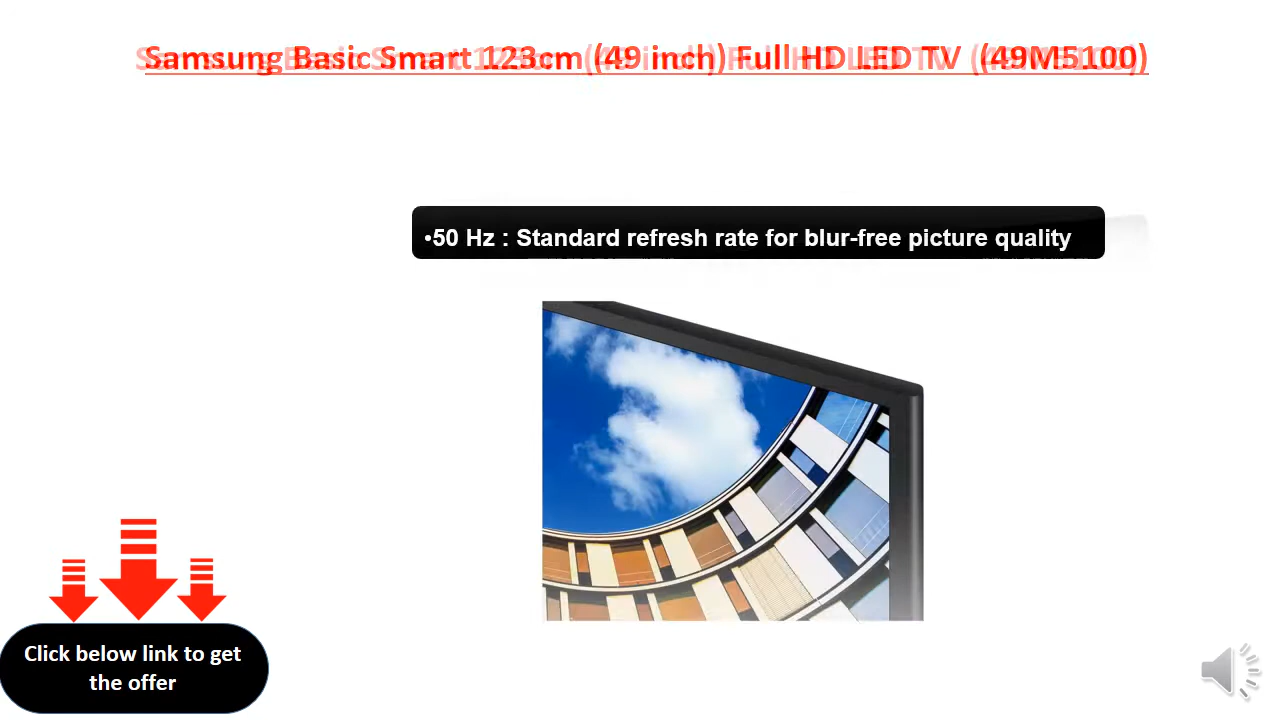 Samsung Basic Smart 123cm (49 inch) Full HD LED TV (49M5100)
•50 Hz : Standard refresh rate for blur-free picture quality
Click below link to get
the offer